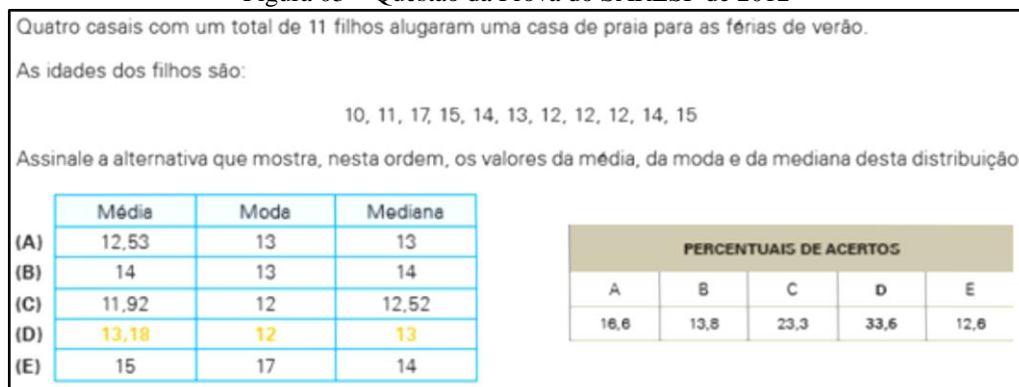 Quatro casais com um total de 11 filhos alugaram uma casa de praia para as férias de verão.
As idades dos filhos são:
10, 11, 17, 15, 14, 13, 12, 12, 12, 14, 15
Assinale a alternativa que mostra, nesta ordem, os valores da média, da moda e da mediana desta distribuição
Média Moda Mediana
(A) 12,53 13 13
(B) 14 13 14
(C) 11,92 12 12,52
(D) 13,18 12 13
(E) 15 17 14
PERCENTUAIS DE ACERTOS
A B C D E
16,6 13,8 23,3 33,6 12,6